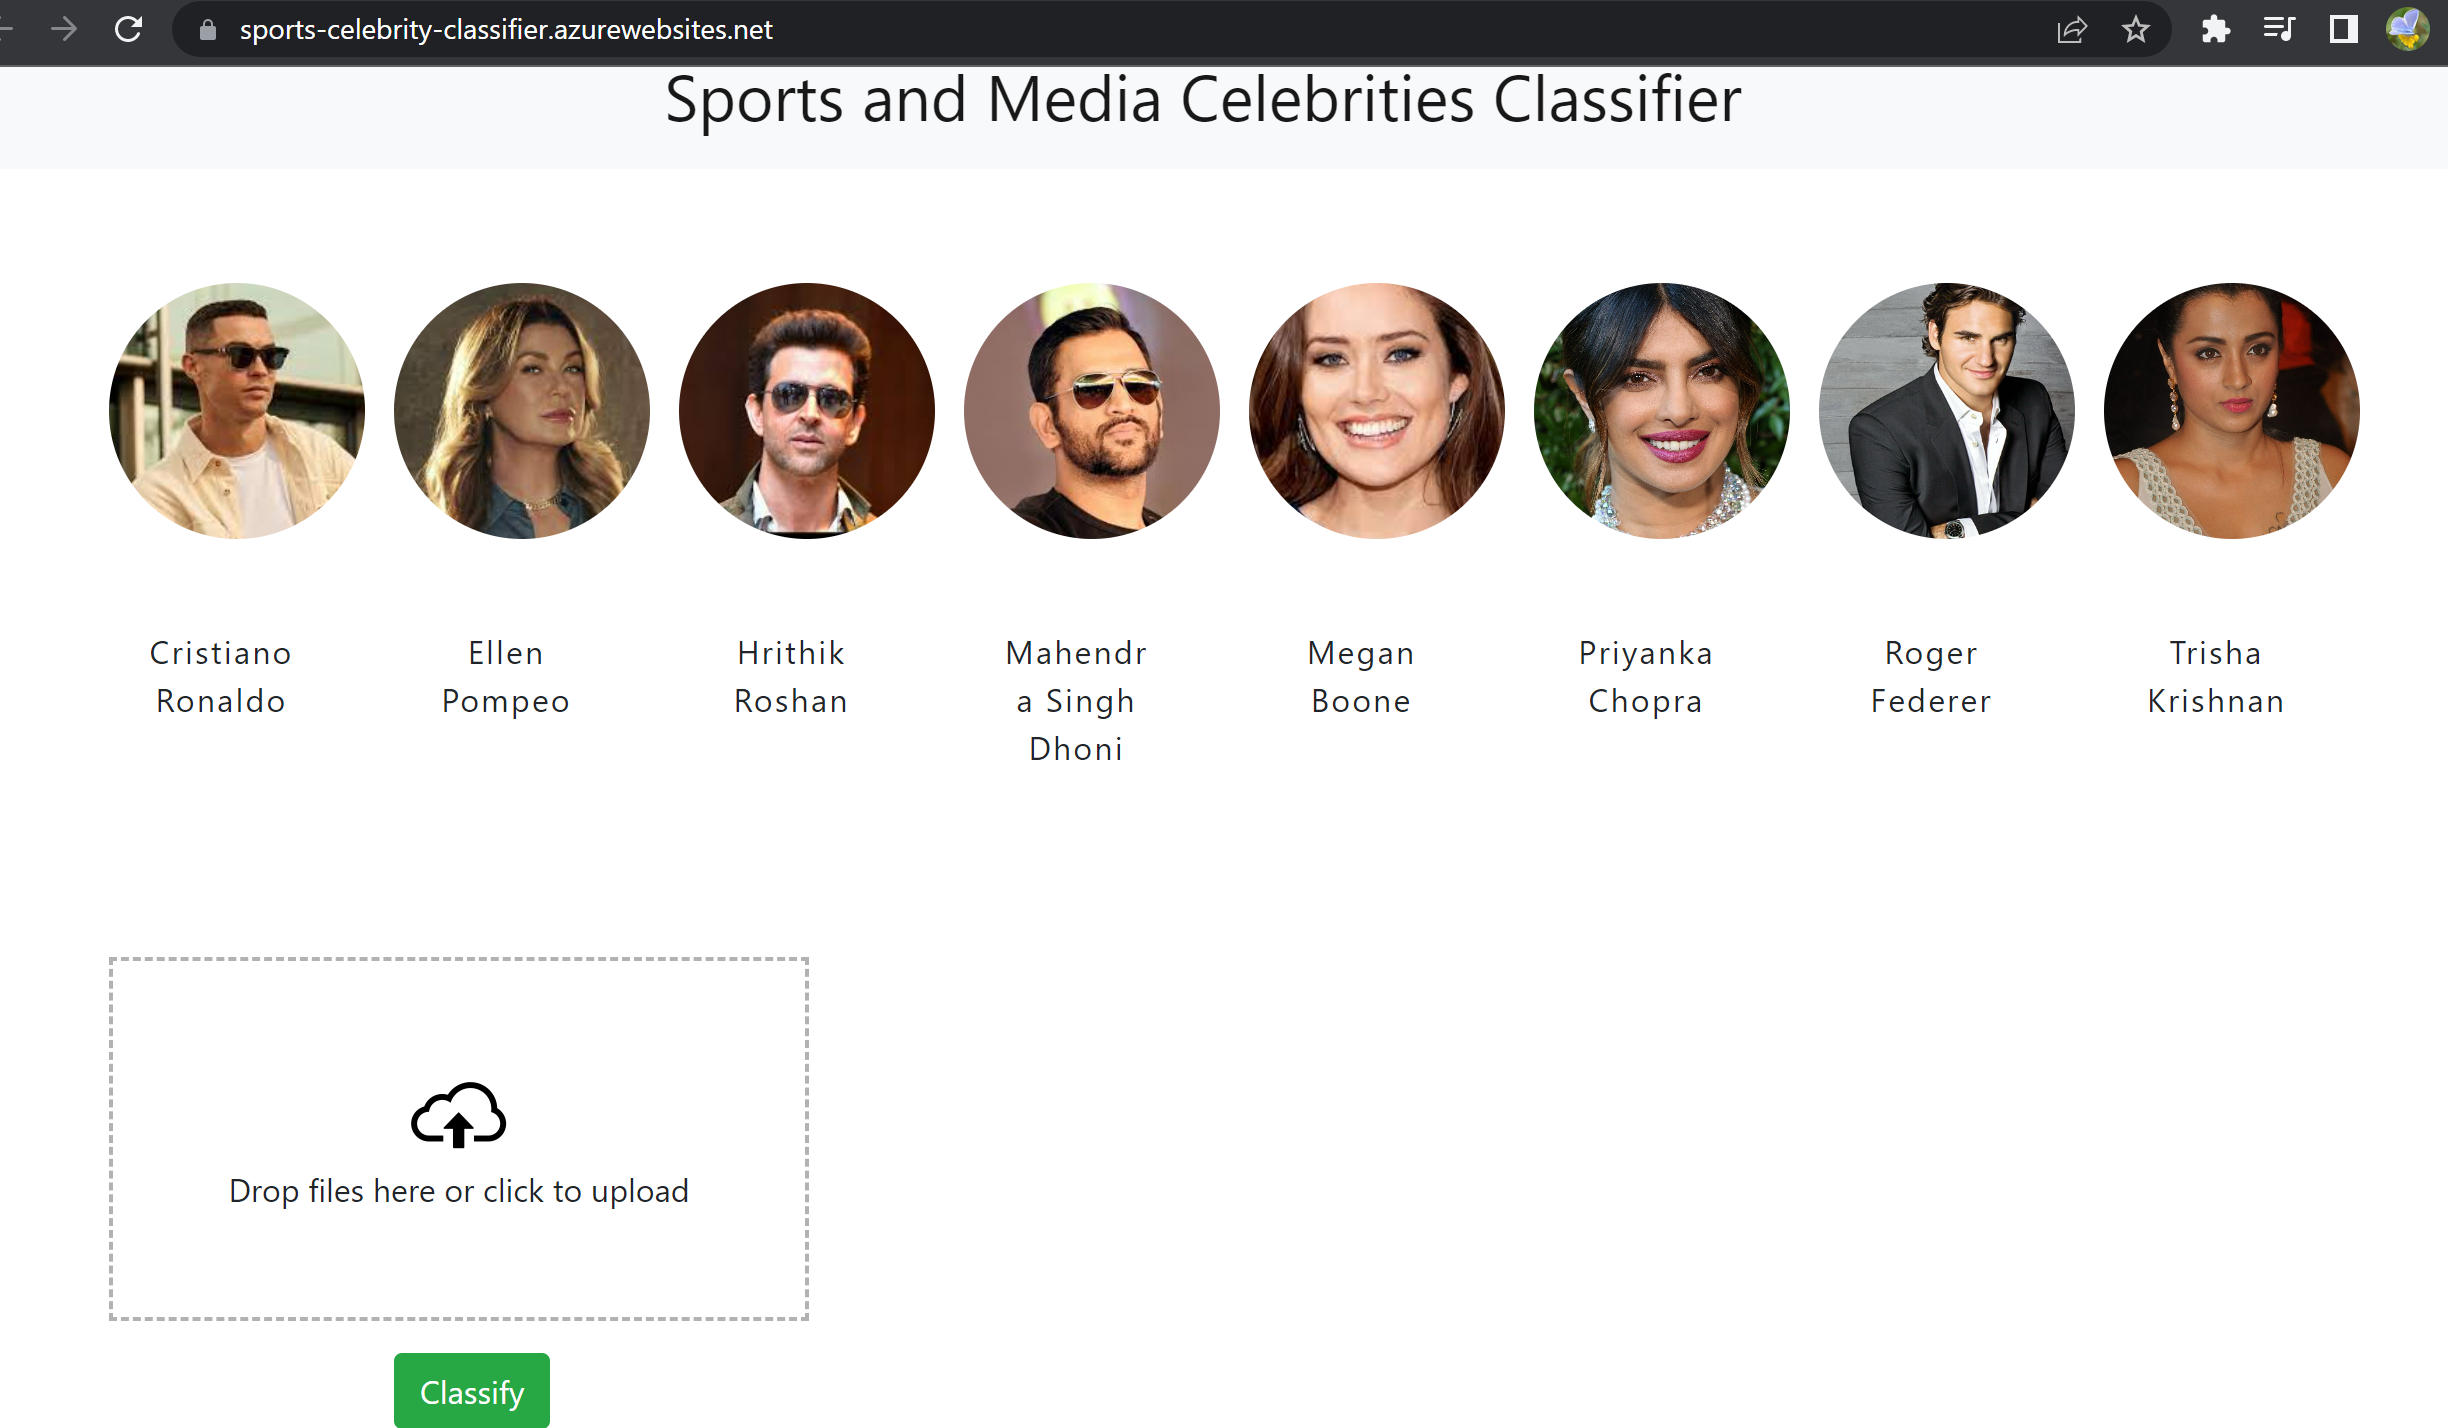 sports-celebrity-classifier.azurewebsites.net
Sports and Media Celebrities Classifier
Cristiano
Ronaldo
Ellen
Pompeo
Hrithik
Roshan
Mahendr
a Singh
Dhoni
Megan
Boone
Priyanka
Chopra
Roger
Federer
Trisha
Krishnan
Drop files here or click to upload
Classify